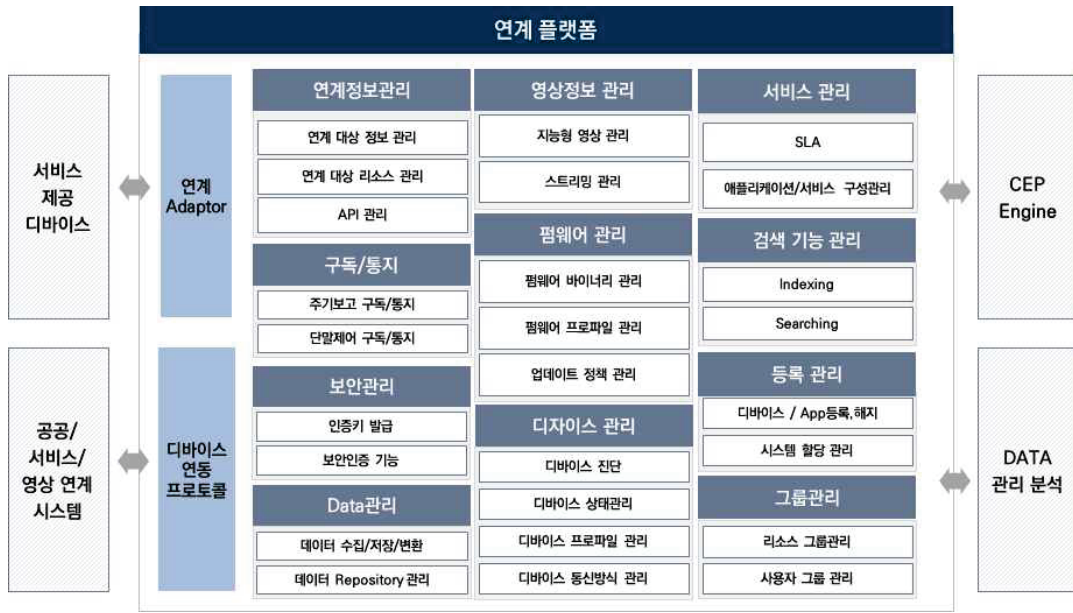 연계 플랫폼
서비스
제공
디바이스
공공/
서비스/
영상 연계
시스템
연계
Adaptor
디바이스
연동
프로토콜
연계정보관리
연계 대상 정보 관리
연계 대상 리소스 관리
API 관리
구독/통지
주기보고 구독/통지
단말제어 구독/통지
보안관리
인증키 발급
보안인증 기능
Data관리
데이터 수집/저장/변환
데이터 Repository 관리
영상정보 관리
지능형 영상 관리
스트리밍 관리
펌웨어 관리
펌웨어 바이너리 관리
펌웨어 프로파일 관리
업데이트 정책 관리
디자이스 관리
디바이스 진단
디바이스 상태관리
디바이스 프로파일 관리
디바이스 통신방식 관리
서비스 관리
SLA
애플리케이션/서비스 구성관리
검색 기능 관리
Indexing
Searching
등록 관리
디바이스 / App등록,해지
시스템 할당 관리
그룹관리
리소스 그룹관리
사용자 그룹 관리
CEP
Engine
DATA
관리 분석